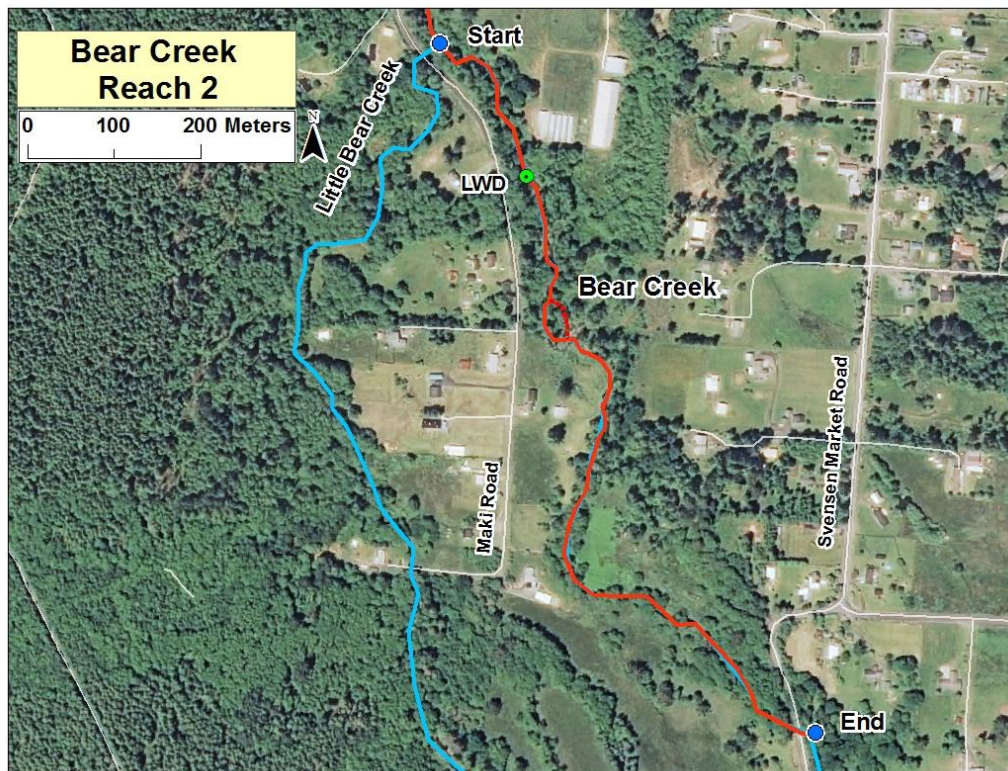 Bear Creek
Reach 2
0 100 200 Meters
N
Start
Little Bear Creek
LWD
Bear Creek
Maki Road
Svensen Market Road
End